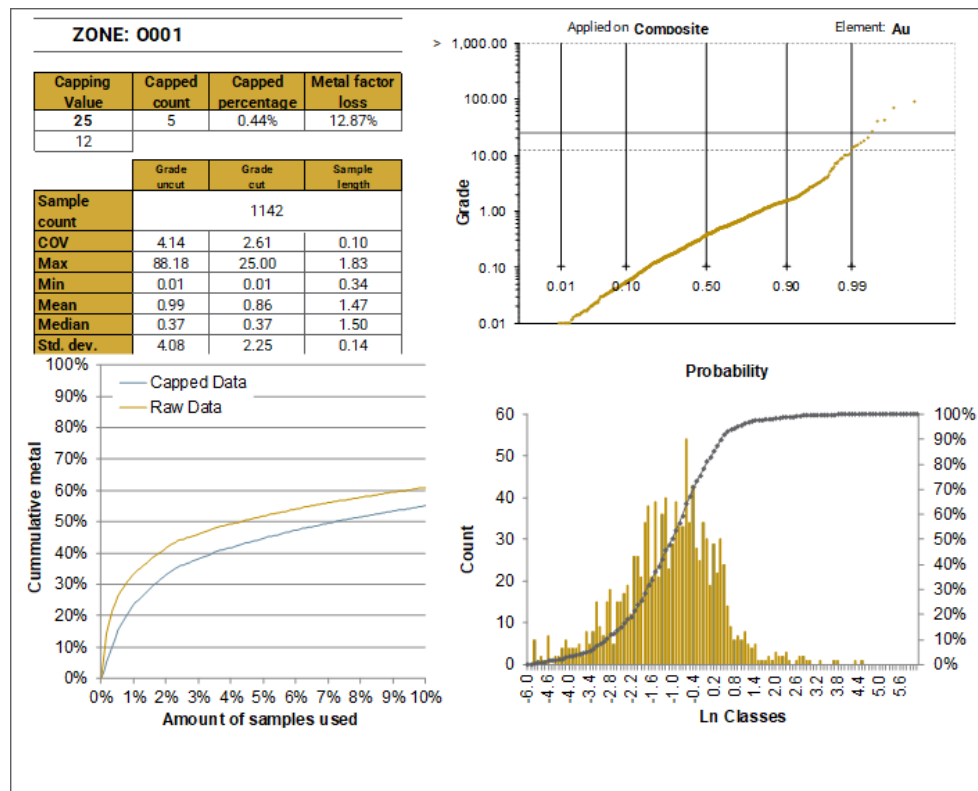 ZONE: O001
Capping Value Capped count Capped percentage Metal factor loss
25 5 0.44% 12.87%
12
Grade uncut Grade cut Sample length
Sample count 1142
COV 4.14 2.61 0.10
Max 88.18 25.00 1.83
Min 0.01 0.01 0.34
Mean 0.99 0.86 1.47
Median 0.37 0.37 1.50
Std. dev. 4.08 2.25 0.14
Applied on Composite Element: Au
> 1,000.00
100.00
10.00
1.00
0.10
0.01
Grade
0.01 0.10 0.50 0.90 0.99
Probability
100%
90%
80%
70%
60%
50%
40%
30%
20%
10%
0%
Cummulative metal
Capped Data
Raw Data
0% 1% 2% 3% 4% 5% 6% 7% 8% 9% 10%
Amount of samples used
60
50
40
30
20
10
0
Count
100%
90%
80%
70%
60%
50%
40%
30%
20%
10%
0%
-6.0 -4.6 -4.0 -3.4 -2.8 -2.2 -1.6 -1.0 -0.4 0.2 0.8 1.4 2.0 2.6 3.2 3.8 4.4 5.0 5.6
Ln Classes